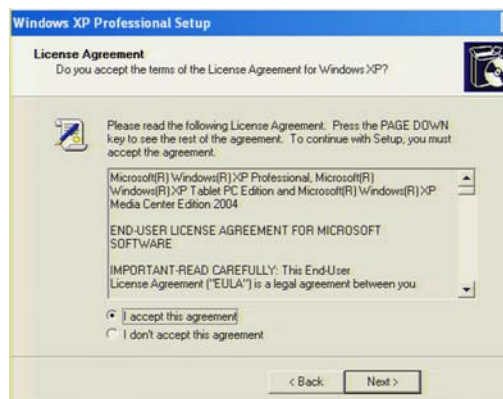 Windows XP Professional Setup
License Agreement
Do you accept the terms of the License Agreement for Windows XP?
Please read the following License Agreement. Press the PAGE DOWN
key to see the rest of the agreement. To continue with Setup, you must
accept the agreement.
Microsoft(R) Windows(R) XP Professional, Microsoft(R)
Windows(R) XP Tablet PC Edition and Microsoft(R) Windows(R) XP
Media Center Edition 2004
END-USER LICENSE AGREEMENT FOR MICROSOFT
SOFTWARE
IMPORTANT-READ CAREFULLY: This End-User
License Agreement ("EULA") is a legal agreement between you
I accept this agreement
I don't accept this agreement
< Back
Next >